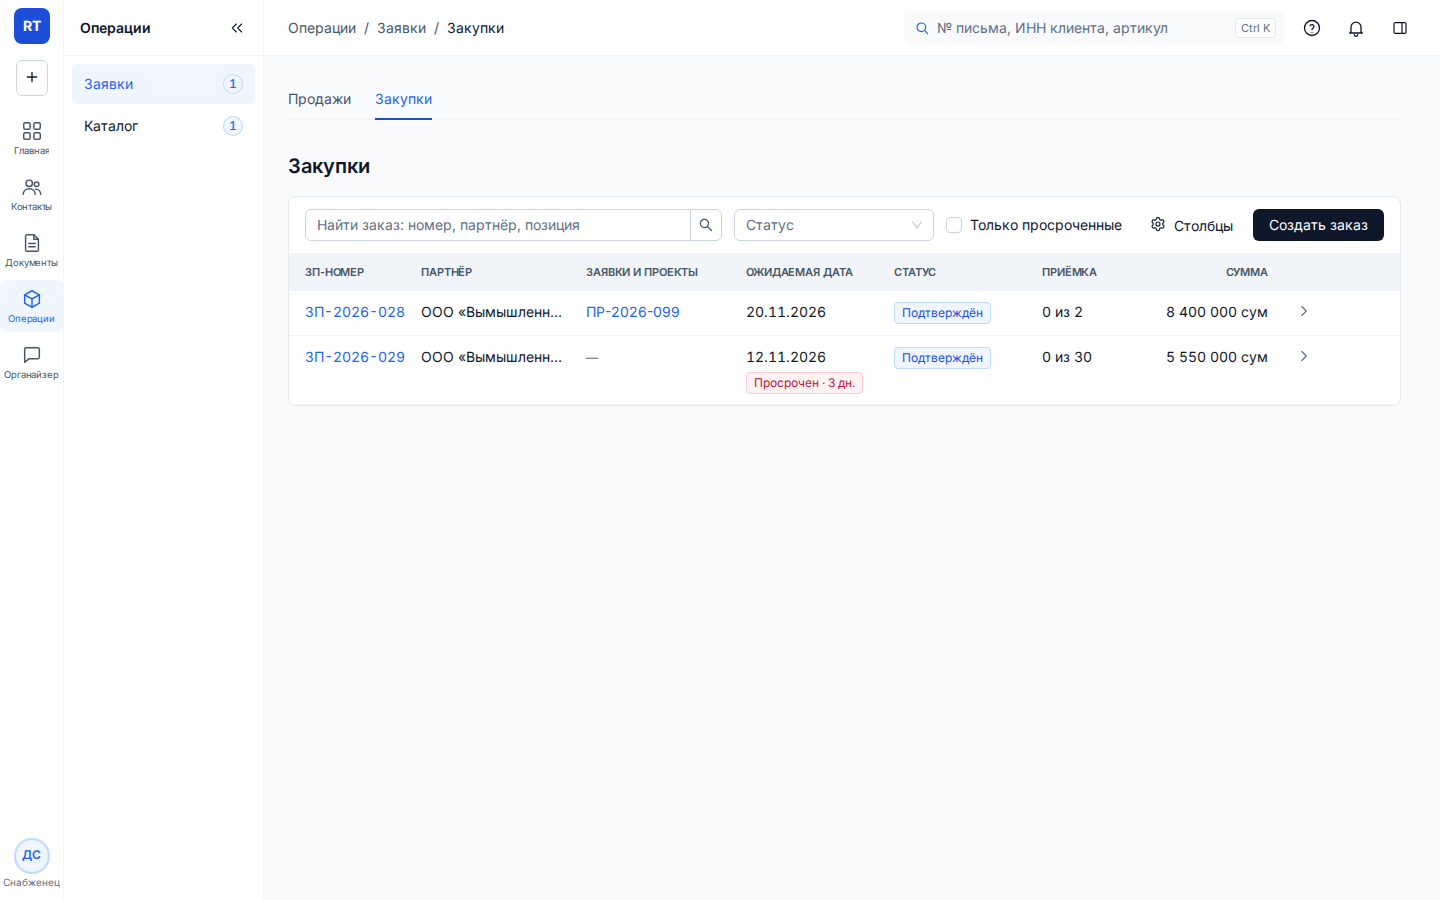 RT
Операции
Операции / Заявки / Закупки
№ письма, ИНН клиента, артикул
Ctrl K
Главная
Контакты
Документы
Операции
Органайзер
ДС
Снабженец
Заявки 1
Каталог 1
Продажи Закупки
Закупки
Найти заказ: номер, партнёр, позиция
Статус
Только просроченные
Столбцы
Создать заказ
ЗП-НОМЕР ПАРТНЁР ЗАЯВКИ И ПРОЕКТЫ ОЖИДАЕМАЯ ДАТА СТАТУС ПРИЁМКА СУММА
ЗП-2026-028 ООО «Вымышленн... ПР-2026-099 20.11.2026 Подтверждён 0 из 2 8 400 000 сум
ЗП-2026-029 ООО «Вымышленн... — 12.11.2026 Подтверждён 0 из 30 5 550 000 сум
Просрочен · 3 дн.